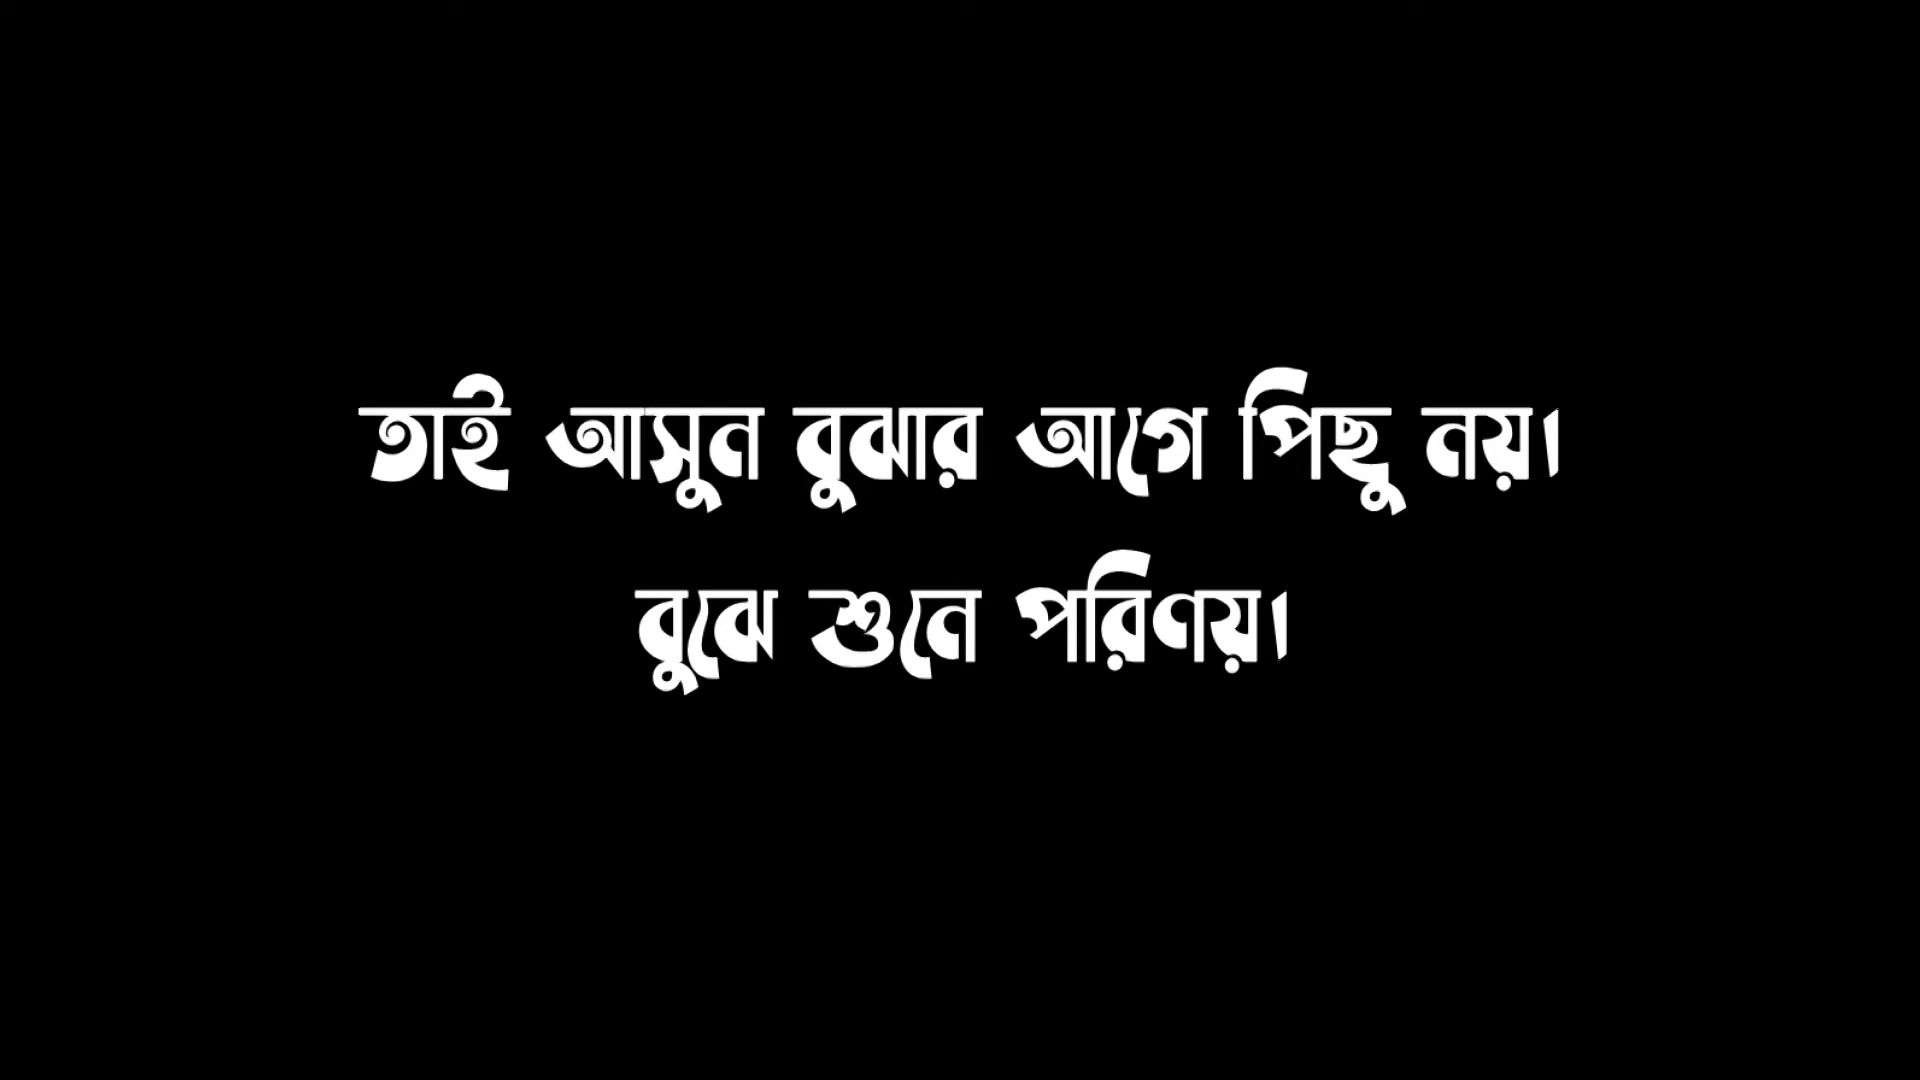 তাই আসুন বুঝার আগে পিছু নয়।
বুঝে শুনে পরিণয়।